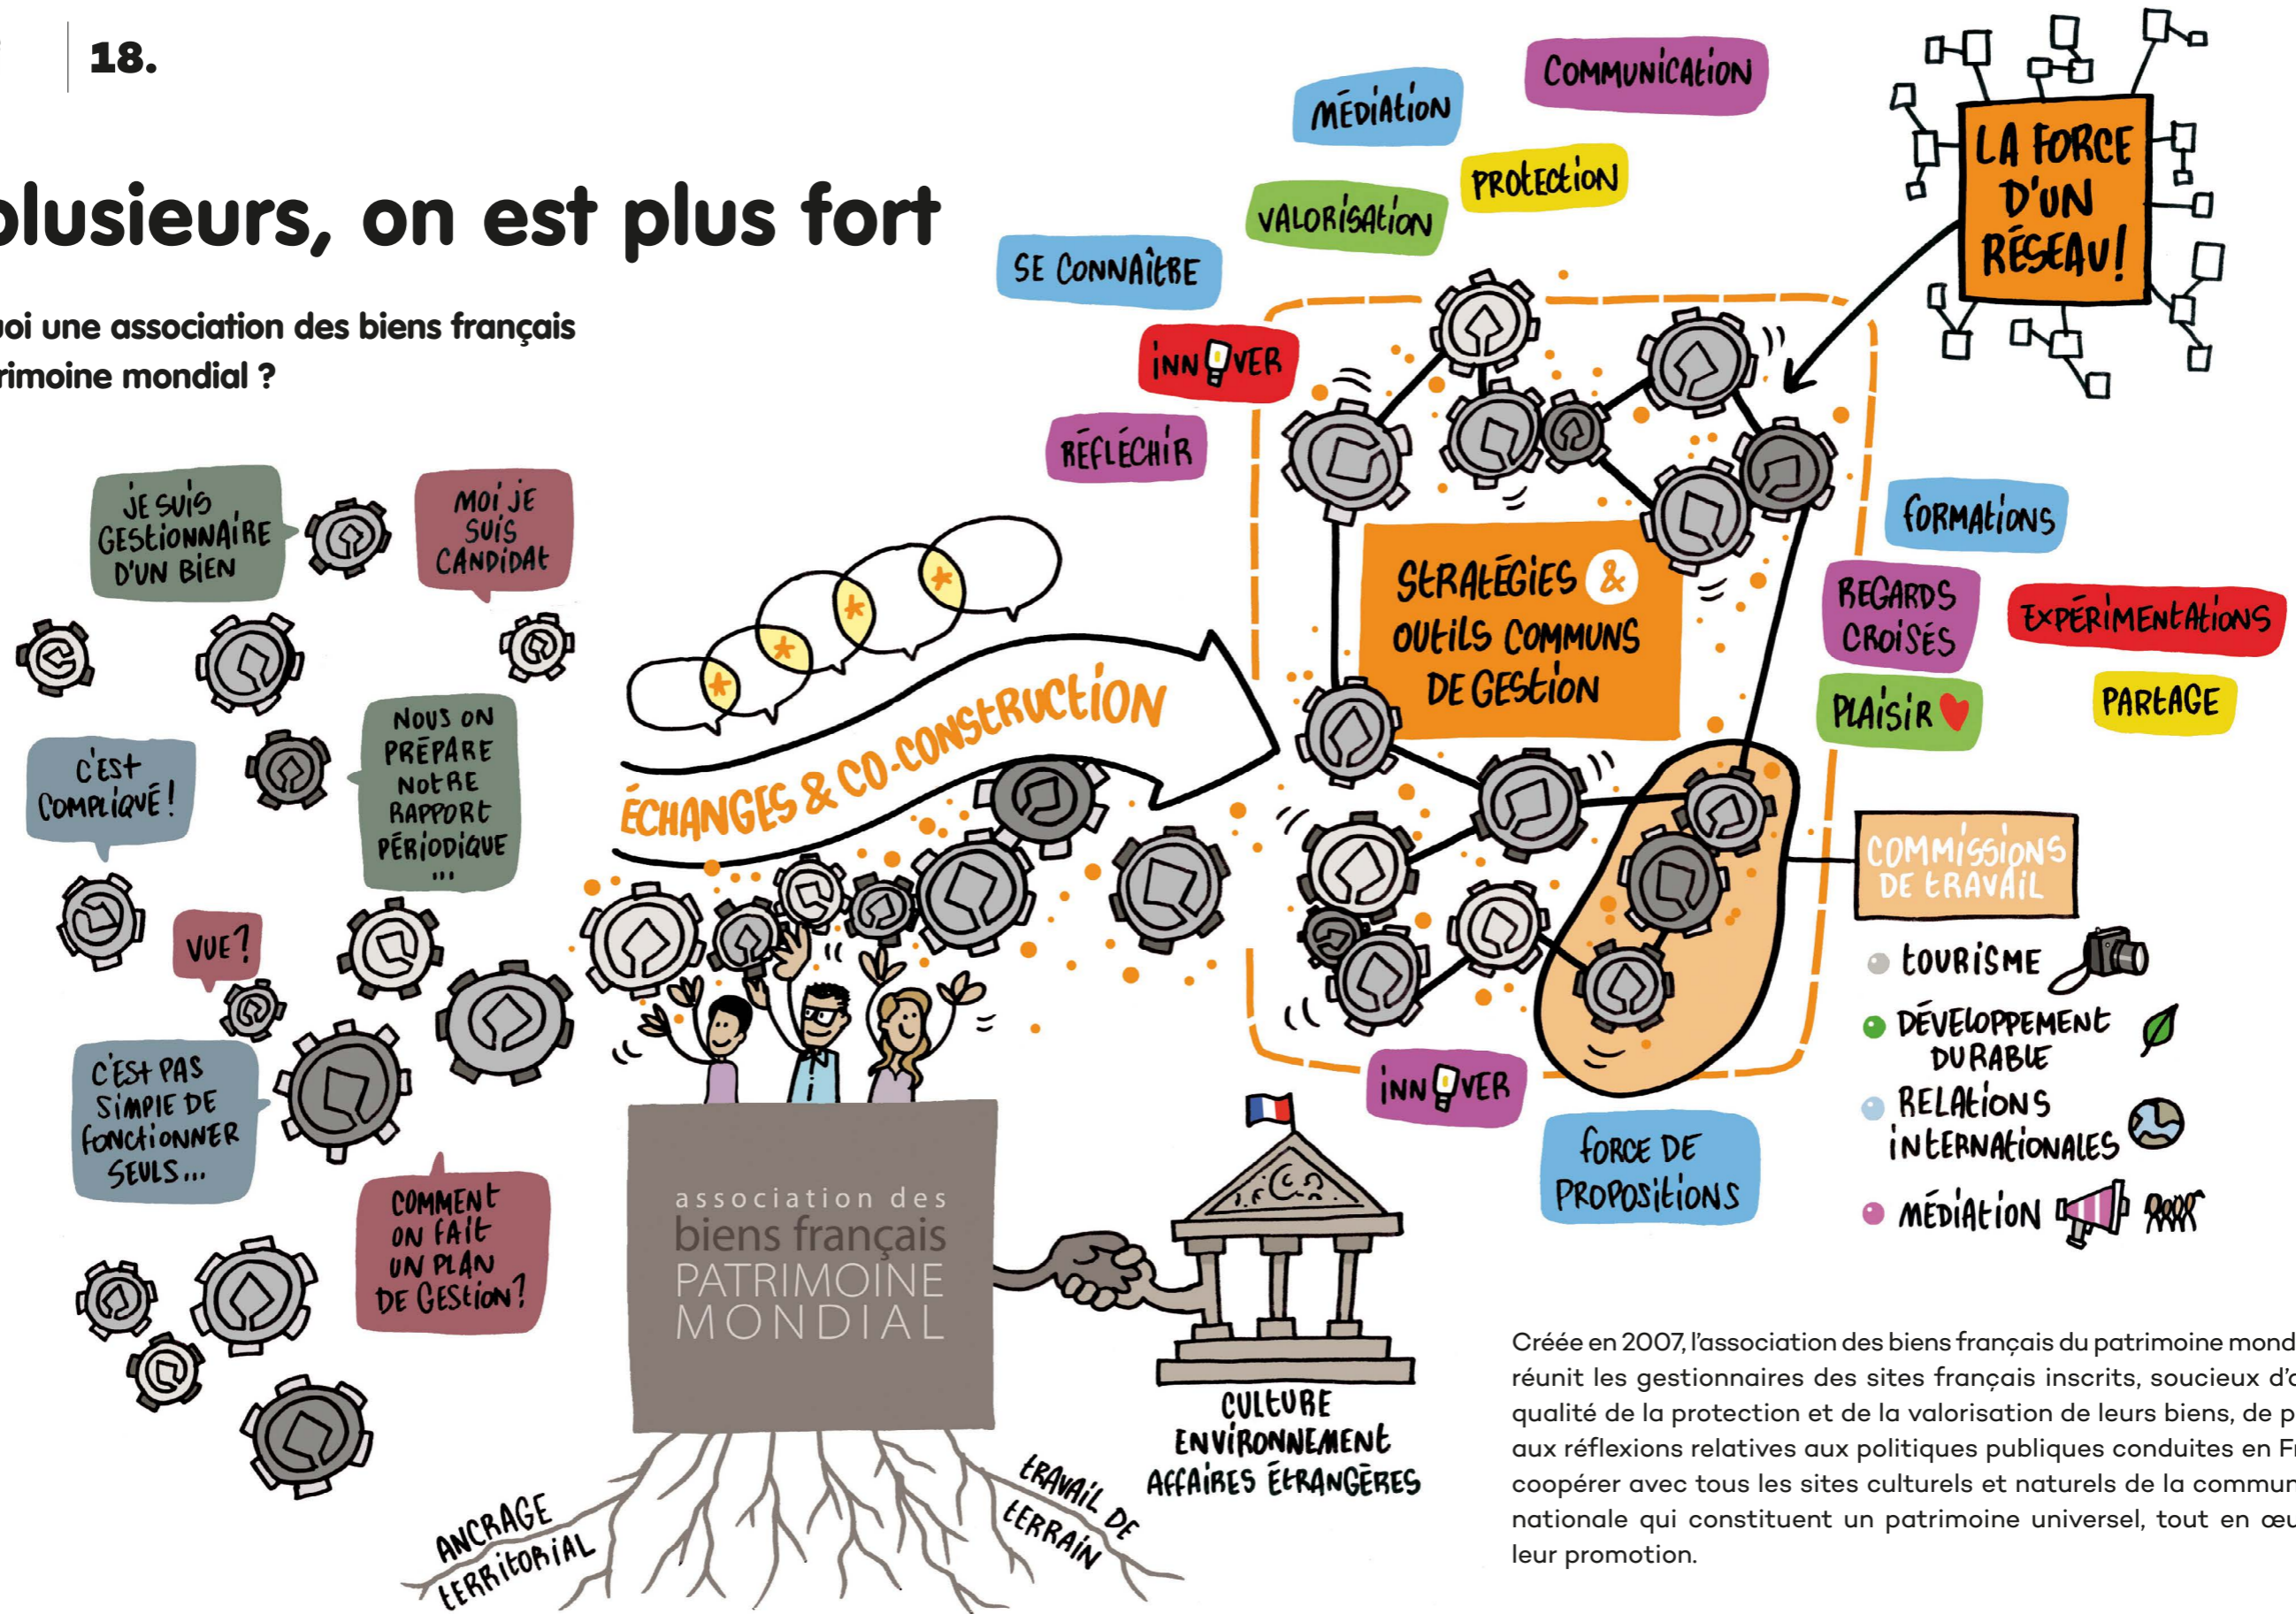 18.
plusieurs, on est plus fort
uoi une association des biens français
rimoine mondial ?
JE SUIS
GESTIONNAIRE
D'UN BIEN
MOI JE
SUIS
CANDIDAT
C'EST
COMPLIQUÉ !
NOUS ON
PRÉPARE
NOTRE
RAPPORT
PÉRIODIQUE
...
VUE ?
C'EST PAS
SIMPLE DE
FONCTIONNER
SEULS...
COMMENT
ON FAIT
UN PLAN
DE GESTION ?
ÉCHANGES & CO-CONSTRUCTION
association des
biens français
PATRIMOINE
MONDIAL
ANCRAGE
TERRITORIAL
TRAVAIL DE
TERRAIN
CULTURE
ENVIRONNEMENT
AFFAIRES ÉTRANGÈRES
COMMUNICATION
MÉDIATION
PROTECTION
VALORISATION
SE CONNAÎTRE
INNOVER
RÉFLÉCHIR
LA FORCE
D'UN
RÉSEAU !
STRATÉGIES &
OUTILS COMMUNS
DE GESTION
FORMATIONS
REGARDS
CROISÉS
EXPÉRIMENTATIONS
PLAISIR
PARTAGE
COMMISSIONS
DE TRAVAIL
TOURISME
DÉVELOPPEMENT
DURABLE
RELATIONS
INTERNATIONALES
MÉDIATION
INNOVER
FORCE DE
PROPOSITIONS
Créée en 2007, l'association des biens français du patrimoine mond
réunit les gestionnaires des sites français inscrits, soucieux d'
qualité de la protection et de la valorisation de leurs biens, de p
aux réflexions relatives aux politiques publiques conduites en Fr
coopérer avec tous les sites culturels et naturels de la commun
nationale qui constituent un patrimoine universel, tout en œu
leur promotion.